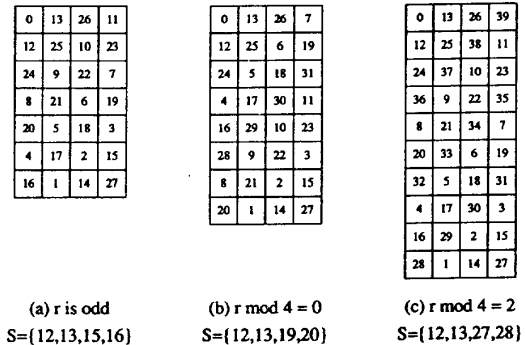 0 13 26 11
12 25 10 23
24 9 22 7
8 21 6 19
20 5 18 3
4 17 2 15
16 1 14 27
(a) r is odd
S={12,13,15,16}
0 13 26 7
12 25 6 19
24 5 18 31
4 17 30 11
16 29 10 23
28 9 22 3
8 21 2 15
20 1 14 27
(b) r mod 4 = 0
S={12,13,19,20}
0 13 26 39
12 25 38 11
24 37 10 23
36 9 22 35
8 21 34 7
20 33 6 19
32 5 18 31
4 17 30 3
16 29 2 15
28 1 14 27
(c) r mod 4 = 2
S={12,13,27,28}